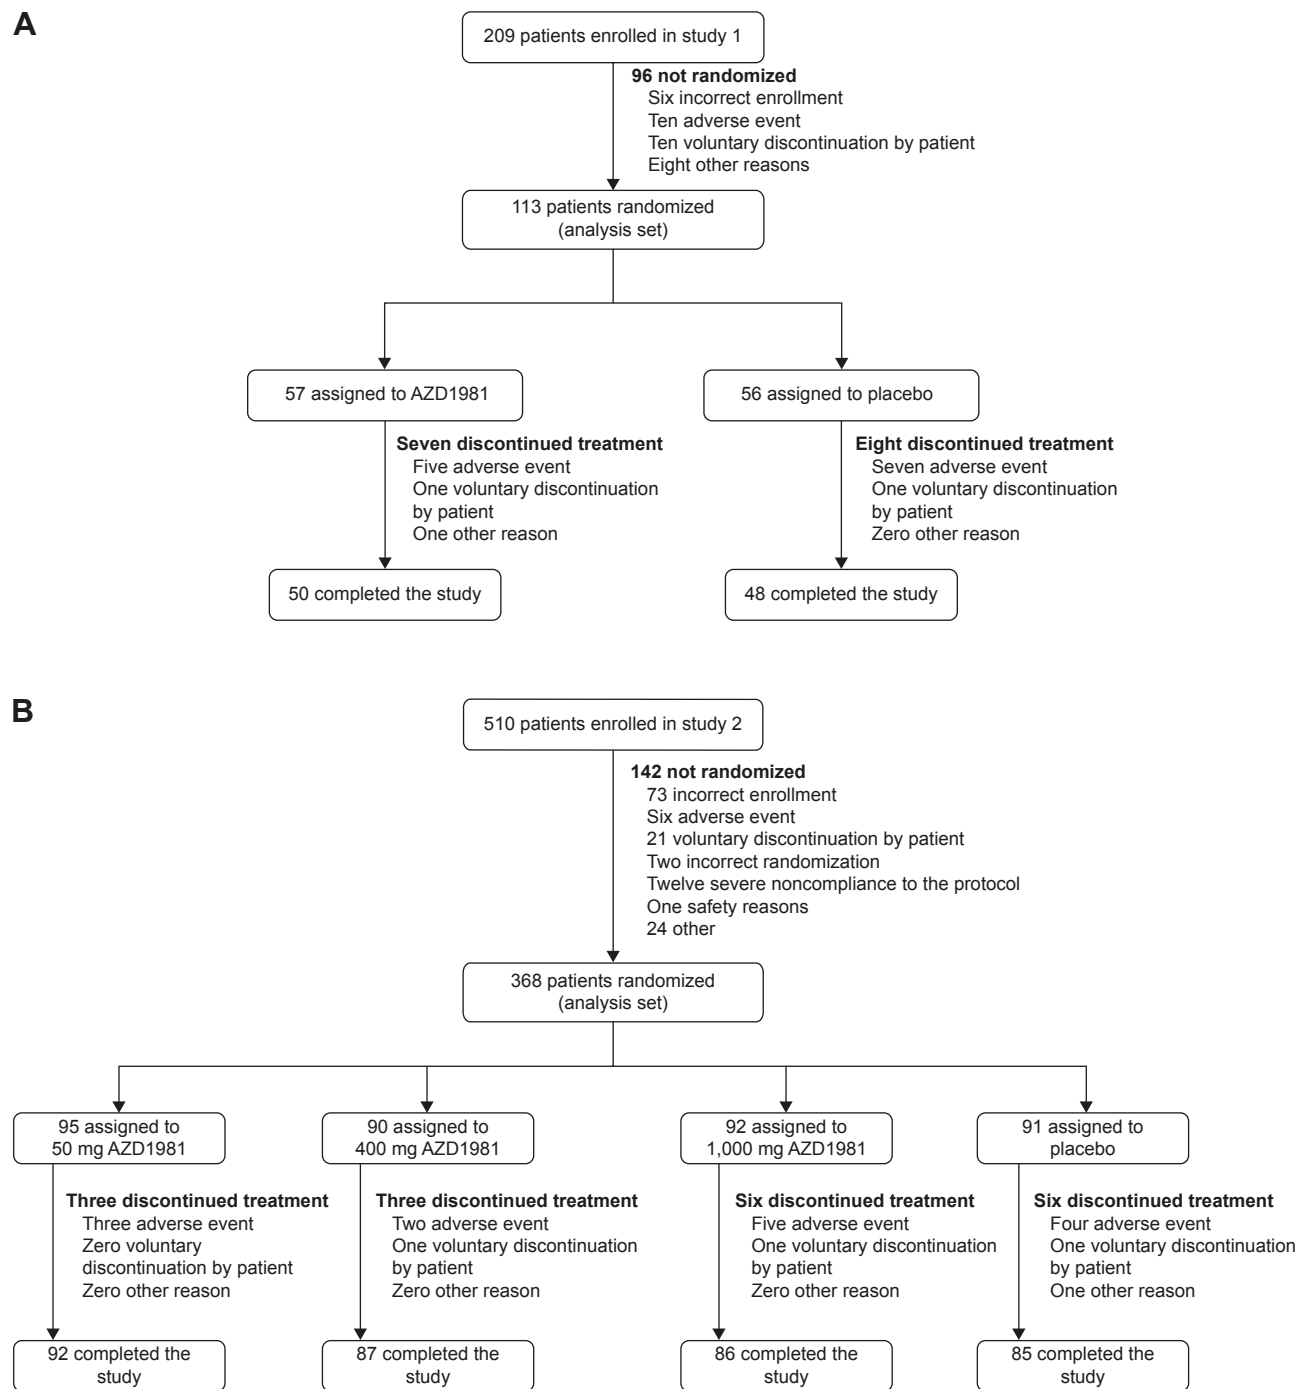 A
209 patients enrolled in study 1
96 not randomized
Six incorrect enrollment
Ten adverse event
Ten voluntary discontinuation by patient
Eight other reasons
113 patients randomized
(analysis set)
57 assigned to AZD1981
56 assigned to placebo
Seven discontinued treatment
Five adverse event
One voluntary discontinuation
by patient
One other reason
Eight discontinued treatment
Seven adverse event
One voluntary discontinuation
by patient
Zero other reason
50 completed the study
48 completed the study
B
510 patients enrolled in study 2
142 not randomized
73 incorrect enrollment
Six adverse event
21 voluntary discontinuation by patient
Two incorrect randomization
Twelve severe noncompliance to the protocol
One safety reasons
24 other
368 patients randomized
(analysis set)
95 assigned to
50 mg AZD1981
90 assigned to
400 mg AZD1981
92 assigned to
1,000 mg AZD1981
91 assigned to
placebo
Three discontinued treatment
Three adverse event
Zero voluntary
discontinuation by patient
Zero other reason
Three discontinued treatment
Two adverse event
One voluntary discontinuation
by patient
Zero other reason
Six discontinued treatment
Five adverse event
One voluntary discontinuation
by patient
Zero other reason
Six discontinued treatment
Four adverse event
One voluntary discontinuation
by patient
One other reason
92 completed the
study
87 completed the
study
86 completed the
study
85 completed the
study